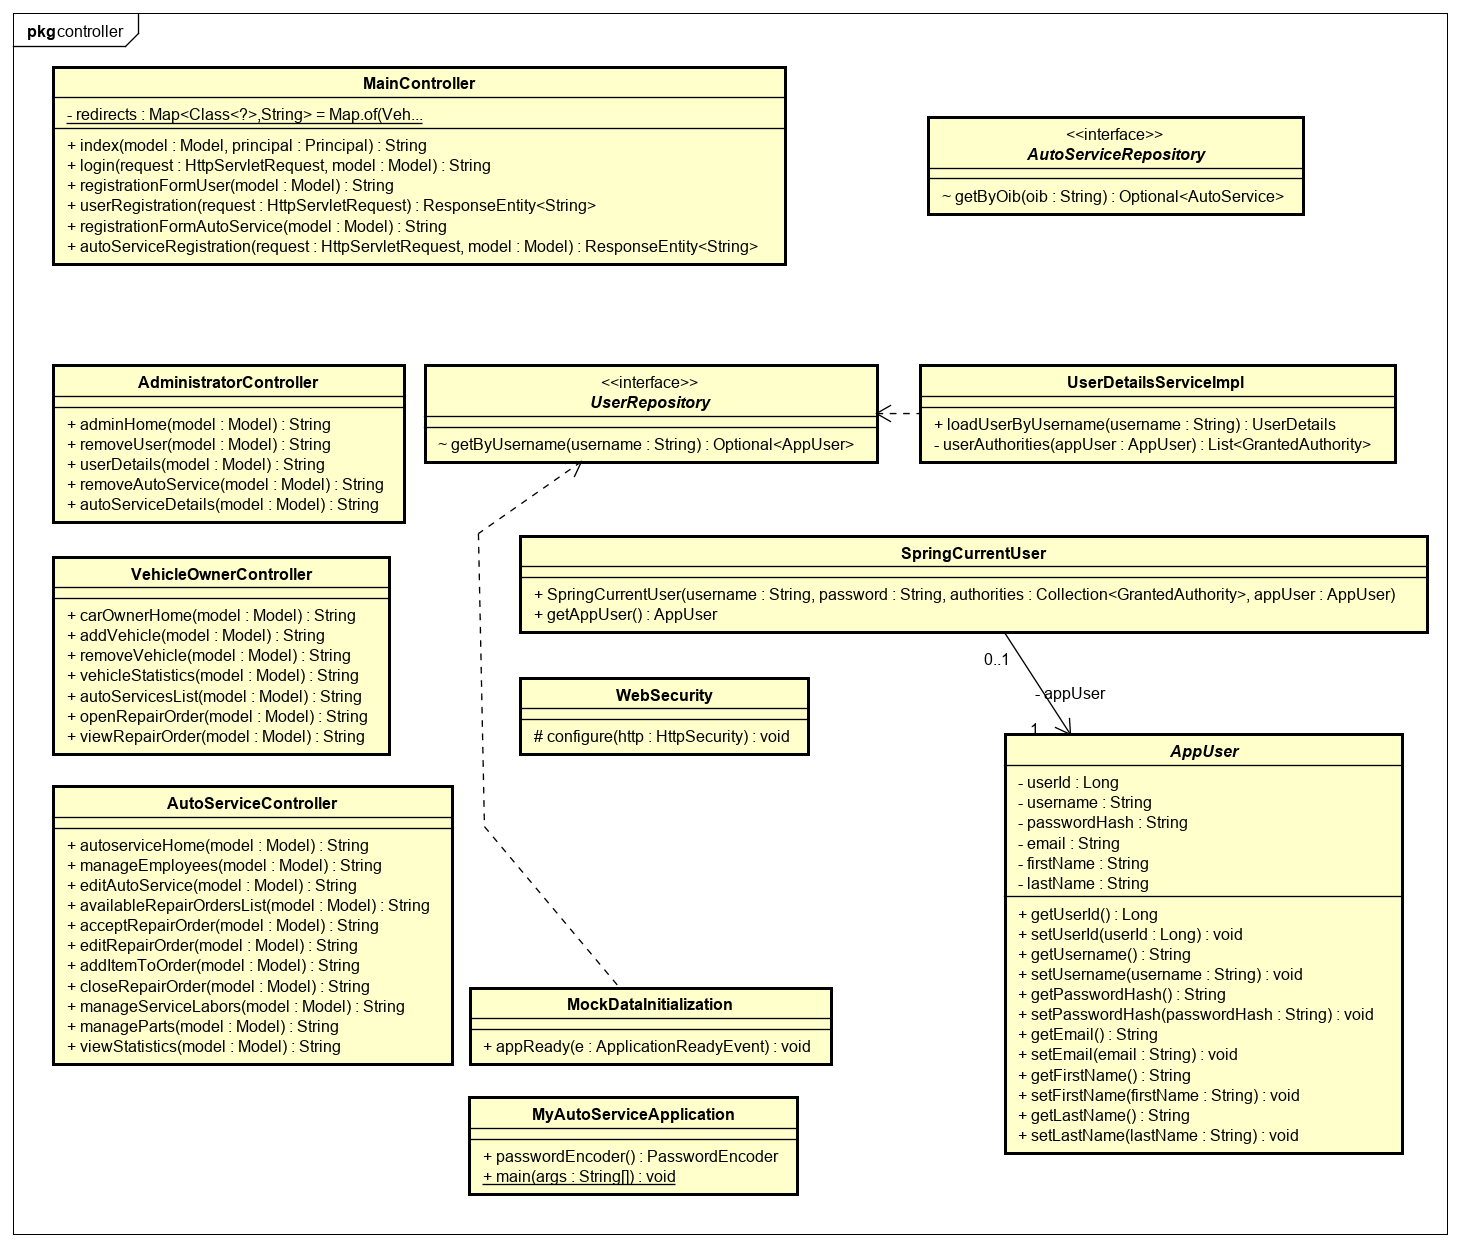 pkg controller
MainController
- redirects : Map<Class<?>,String> = Map.of(Veh...
+ index(model : Model, principal : Principal) : String
+ login(request : HttpServletRequest, model : Model) : String
+ registrationFormUser(model : Model) : String
+ userRegistration(request : HttpServletRequest) : ResponseEntity<String>
+ registrationFormAutoService(model : Model) : String
+ autoServiceRegistration(request : HttpServletRequest, model : Model) : ResponseEntity<String>
<<interface>>
AutoServiceRepository
~ getByOib(oib : String) : Optional<AutoService>
AdministratorController
+ adminHome(model : Model) : String
+ removeUser(model : Model) : String
+ userDetails(model : Model) : String
+ removeAutoService(model : Model) : String
+ autoServiceDetails(model : Model) : String
<<interface>>
UserRepository
~ getByUsername(username : String) : Optional<AppUser>
UserDetailsServiceImpl
+ loadUserByUsername(username : String) : UserDetails
- userAuthorities(appUser : AppUser) : List<GrantedAuthority>
VehicleOwnerController
+ carOwnerHome(model : Model) : String
+ addVehicle(model : Model) : String
+ removeVehicle(model : Model) : String
+ vehicleStatistics(model : Model) : String
+ autoServicesList(model : Model) : String
+ openRepairOrder(model : Model) : String
+ viewRepairOrder(model : Model) : String
SpringCurrentUser
+ SpringCurrentUser(username : String, password : String, authorities : Collection<GrantedAuthority>, appUser : AppUser)
+ getAppUser() : AppUser
0..1
- appUser
1
WebSecurity
# configure(http : HttpSecurity) : void
AppUser
- userId : Long
- username : String
- passwordHash : String
- email : String
- firstName : String
- lastName : String
+ getUserId() : Long
+ setUserId(userId : Long) : void
+ getUsername() : String
+ setUsername(username : String) : void
+ getPasswordHash() : String
+ setPasswordHash(passwordHash : String) : void
+ getEmail() : String
+ setEmail(email : String) : void
+ getFirstName() : String
+ setFirstName(firstName : String) : void
+ getLastName() : String
+ setLastName(lastName : String) : void
AutoServiceController
+ autoserviceHome(model : Model) : String
+ manageEmployees(model : Model) : String
+ editAutoService(model : Model) : String
+ availableRepairOrdersList(model : Model) : String
+ acceptRepairOrder(model : Model) : String
+ editRepairOrder(model : Model) : String
+ addItemToOrder(model : Model) : String
+ closeRepairOrder(model : Model) : String
+ manageServiceLabors(model : Model) : String
+ manageParts(model : Model) : String
+ viewStatistics(model : Model) : String
MockDataInitialization
+ appReady(e : ApplicationReadyEvent) : void
MyAutoServiceApplication
+ passwordEncoder() : PasswordEncoder
+ main(args : String[]) : void